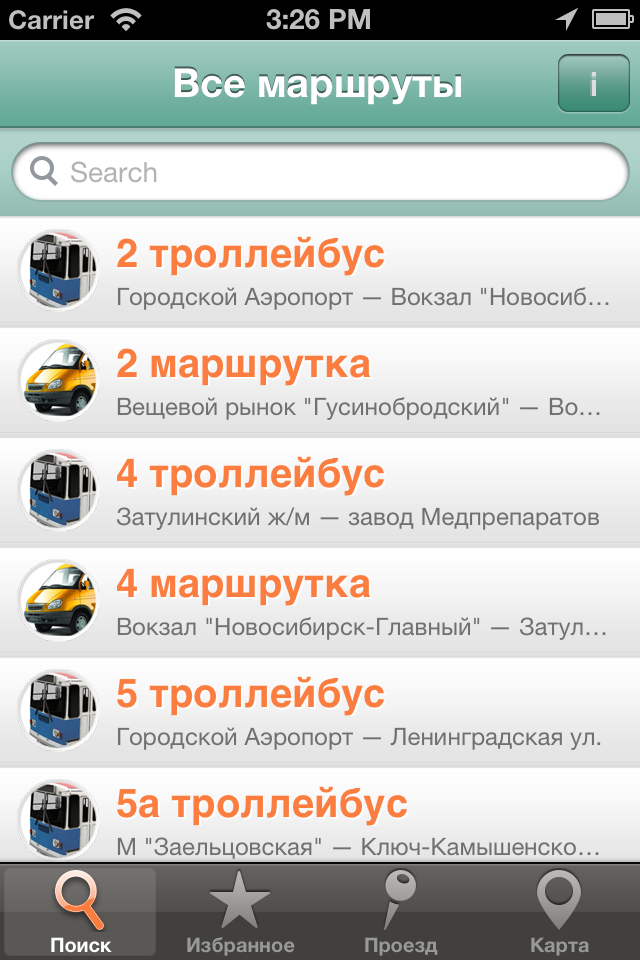 Carrier 3:26 PM
Все маршруты
i
Search
2 троллейбус
Городской Аэропорт — Вокзал "Новосиб...
2 маршрутка
Вещевой рынок "Гусинобродский" — Во...
4 троллейбус
Затулинский ж/м — завод Медпрепаратов
4 маршрутка
Вокзал "Новосибирск-Главный" — Затул...
5 троллейбус
Городской Аэропорт — Ленинградская ул.
5а троллейбус
М "Заельцовская" — Ключ-Камышенско...
Поиск Избранное Проезд Карта